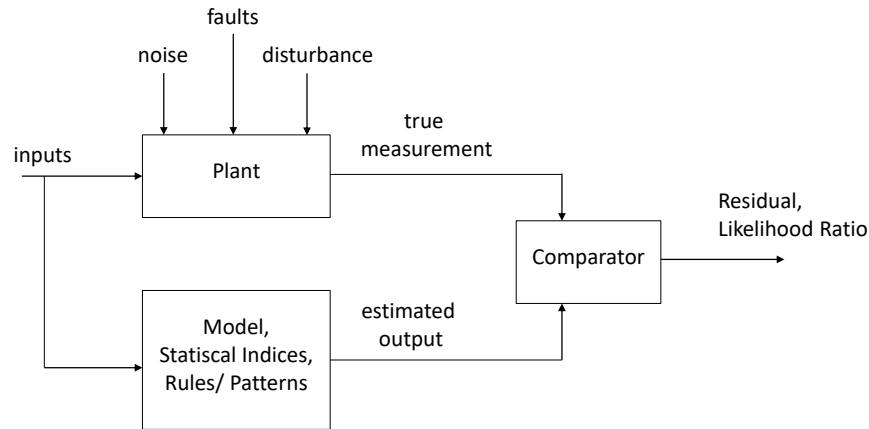 faults
noise
disturbance
inputs
Plant
true
measurement
Residual,
Likelihood Ratio
Comparator
Model,
Statiscal Indices,
Rules/ Patterns
estimated
output